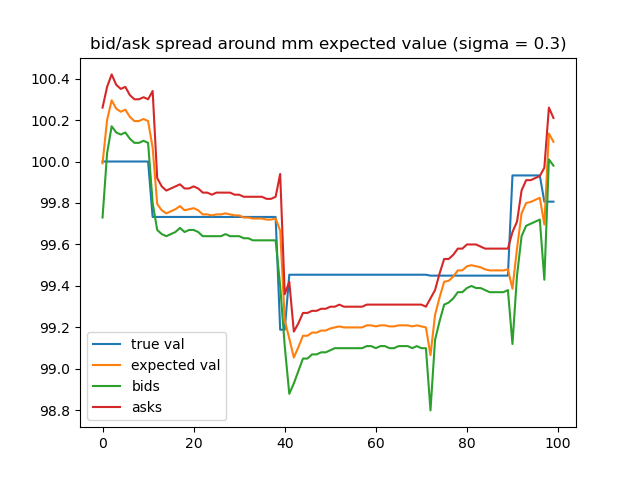 bid/ask spread around mm expected value (sigma = 0.3)
100.4
100.2
100.0
99.8
99.6
99.4
99.2
99.0
98.8
true val
expected val
bids
asks
0 20 40 60 80 100